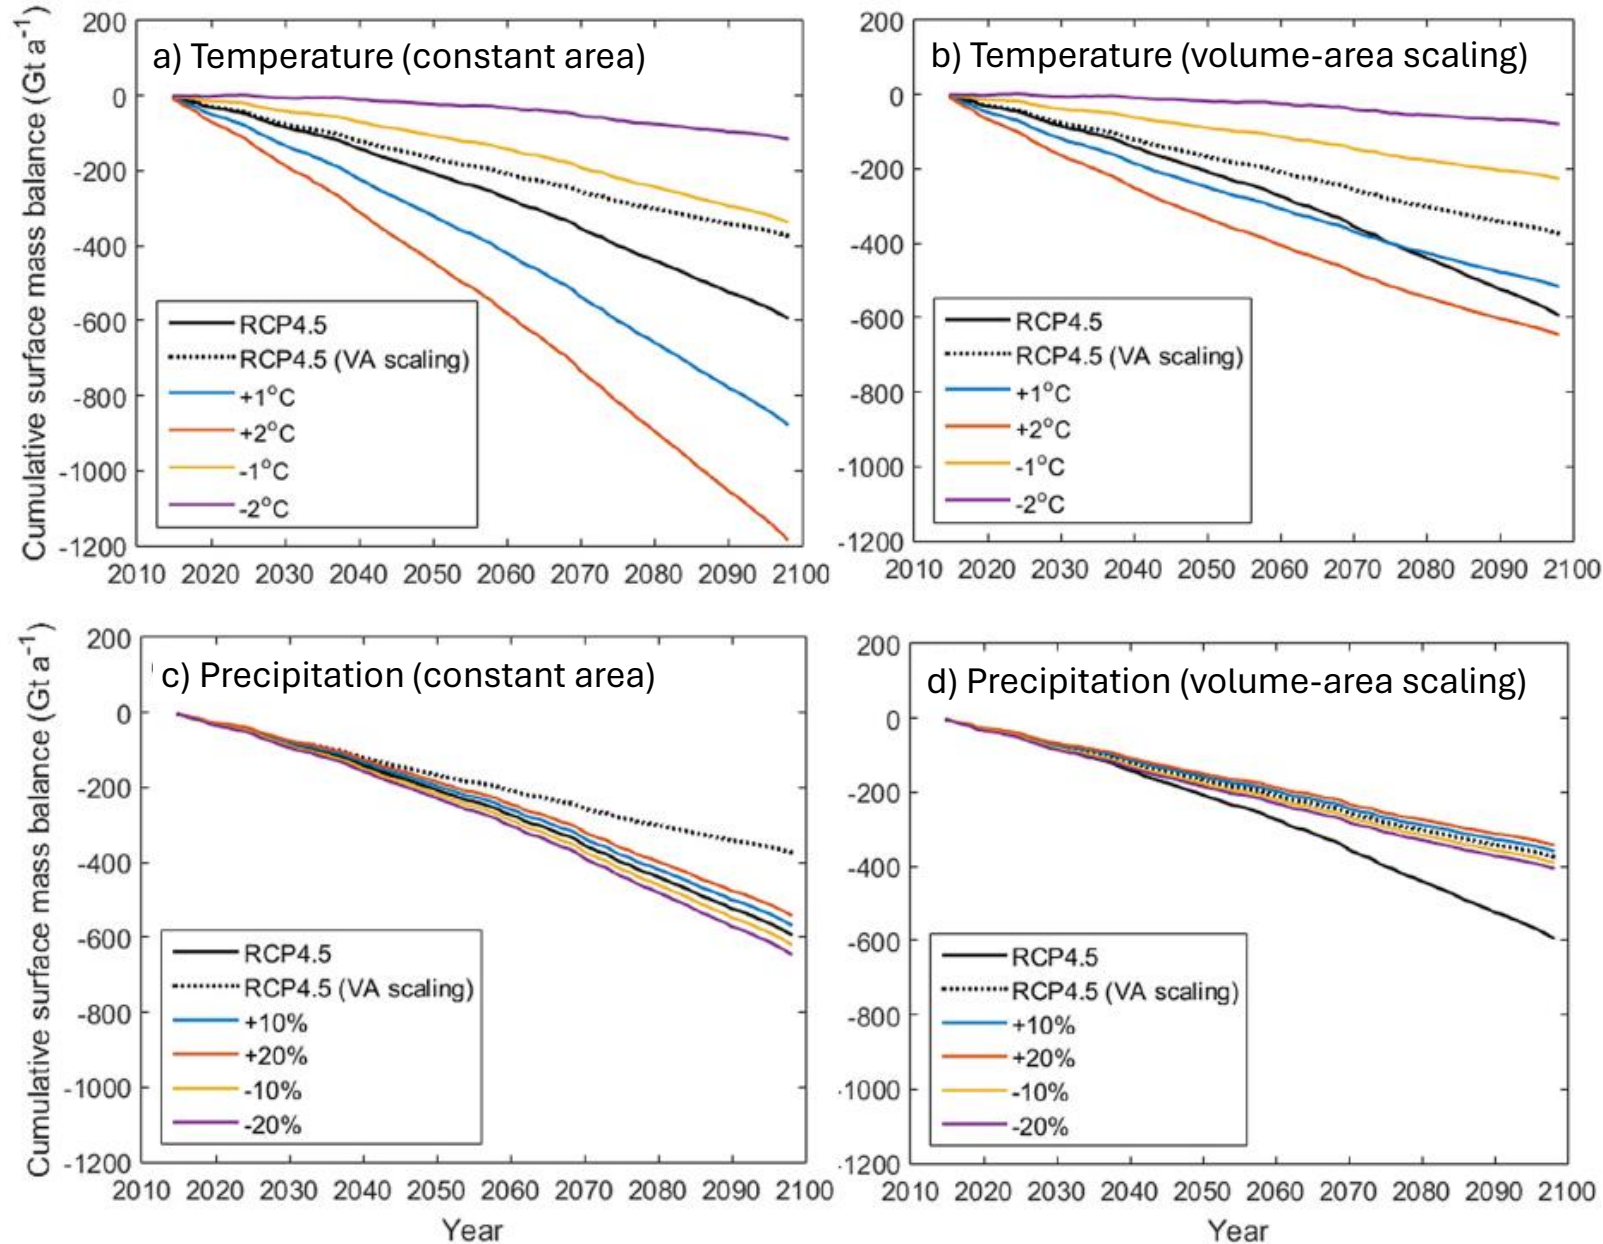 a) Temperature (constant area)
Cumulative surface mass balance (Gt a⁻¹)
200
0
-200
-400
-600
-800
-1000
-1200
RCP4.5
RCP4.5 (VA scaling)
+1°C
+2°C
-1°C
-2°C
2010 2020 2030 2040 2050 2060 2070 2080 2090 2100
b) Temperature (volume-area scaling)
200
0
-200
-400
-600
-800
-1000
-1200
RCP4.5
RCP4.5 (VA scaling)
+1°C
+2°C
-1°C
-2°C
2010 2020 2030 2040 2050 2060 2070 2080 2090 2100
c) Precipitation (constant area)
Cumulative surface mass balance (Gt a⁻¹)
200
0
-200
-400
-600
-800
-1000
-1200
RCP4.5
RCP4.5 (VA scaling)
+10%
+20%
-10%
-20%
2010 2020 2030 2040 2050 2060 2070 2080 2090 2100
Year
d) Precipitation (volume-area scaling)
200
0
-200
-400
-600
-800
-1000
-1200
RCP4.5
RCP4.5 (VA scaling)
+10%
+20%
-10%
-20%
2010 2020 2030 2040 2050 2060 2070 2080 2090 2100
Year